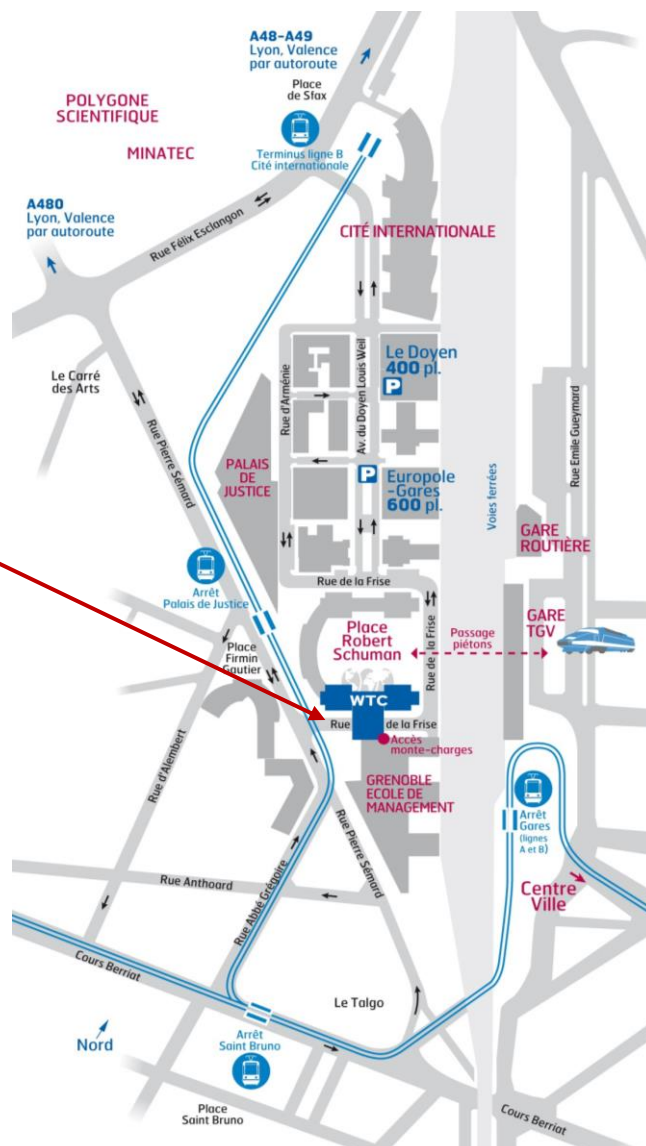 A48-A49
Lyon, Valence
par autoroute
Place
de Sfax
POLYGONE
SCIENTIFIQUE
MINATEC
Terminus ligne B
Cité internationale
A480
Lyon, Valence
par autoroute
Rue Félix Esclangon
CITÉ INTERNATIONALE
Le Carré
des Arts
Rue Pierre Sémard
Rue d'Arménie
Av. du Doyen Louis Weil
Le Doyen
400 pl.
P
Rue Emile Gueymard
PALAIS
DE
JUSTICE
P
Europole
-Gares
600 pl.
Voies ferrées
GARE
ROUTIÈRE
Arrêt
Palais de Justice
Rue de la Frise
GARE
TGV
Place
Firmin
Gautier
Place
Robert
Schuman
Rue de la Frise
Passage
piétons
WTC
Rue de la Frise
Accès
monte-charges
Rue d'Alembert
GRENOBLE
ECOLE DE
MANAGEMENT
Arrêt
Gares
(lignes
A et B)
Rue Pierre Sémard
Rue Anthoard
Rue Abbé Grégoire
Centre
Ville
Cours Berriat
Le Talgo
Nord
Arrêt
Saint Bruno
Place
Saint Bruno
Cours Berriat